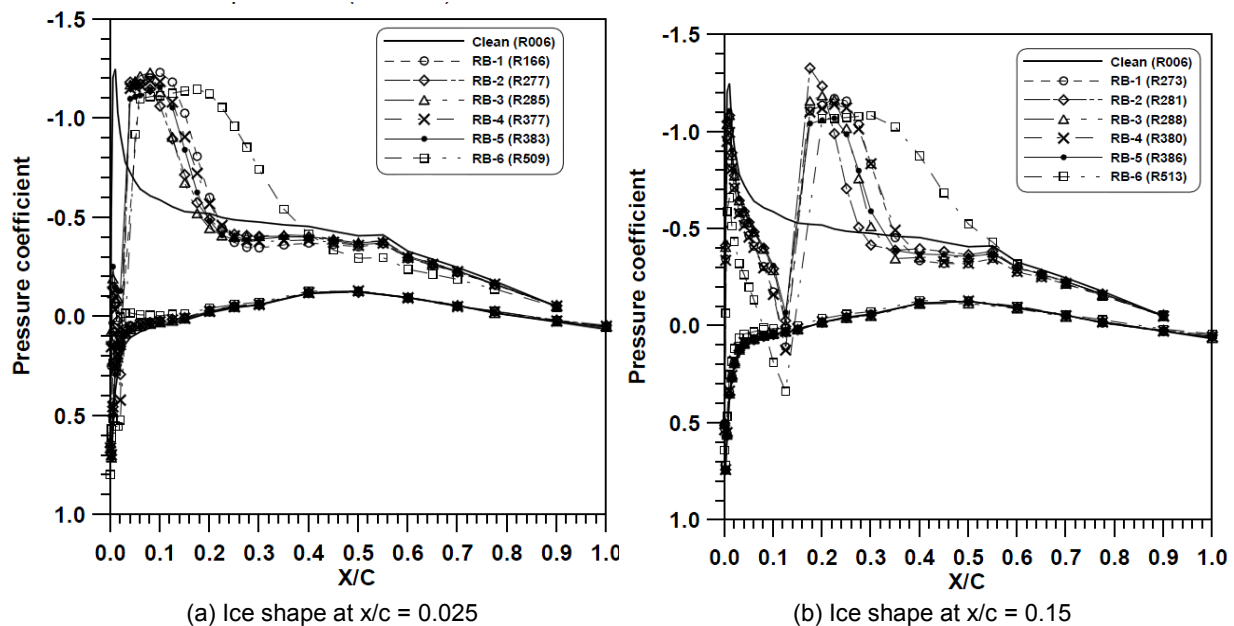 -1.5
-1.0
-0.5
0.0
0.5
1.0
Pressure coefficient
Clean (R006)
RB-1 (R166)
RB-2 (R277)
RB-3 (R285)
RB-4 (R377)
RB-5 (R383)
RB-6 (R509)
0.0 0.1 0.2 0.3 0.4 0.5 0.6 0.7 0.8 0.9 1.0
X/C
(a) Ice shape at x/c = 0.025
-1.5
-1.0
-0.5
0.0
0.5
1.0
Pressure coefficient
Clean (R006)
RB-1 (R273)
RB-2 (R281)
RB-3 (R288)
RB-4 (R380)
RB-5 (R386)
RB-6 (R513)
0.0 0.1 0.2 0.3 0.4 0.5 0.6 0.7 0.8 0.9 1.0
X/C
(b) Ice shape at x/c = 0.15